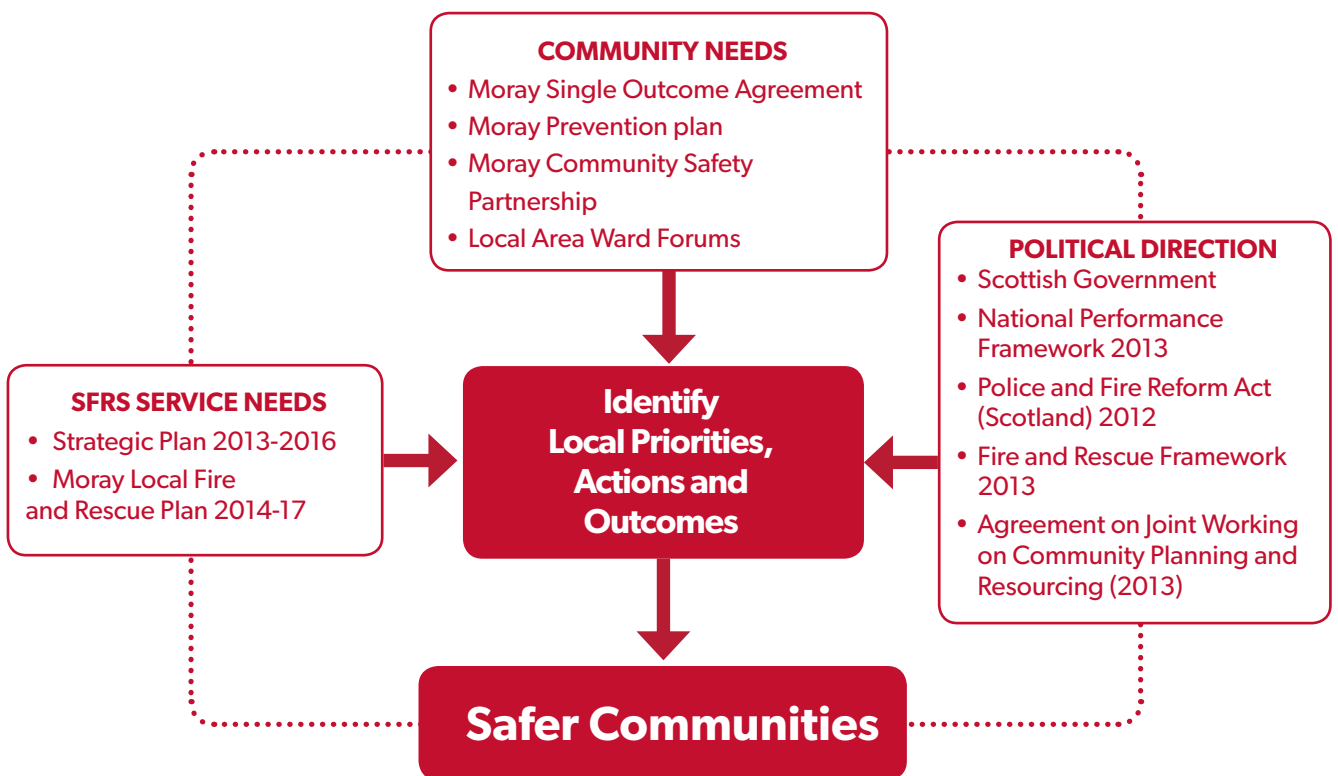 COMMUNITY NEEDS
• Moray Single Outcome Agreement
• Moray Prevention plan
• Moray Community Safety
Partnership
• Local Area Ward Forums
POLITICAL DIRECTION
• Scottish Government
• National Performance
Framework 2013
• Police and Fire Reform Act
(Scotland) 2012
• Fire and Rescue Framework
2013
• Agreement on Joint Working
on Community Planning and
Resourcing (2013)
SFRS SERVICE NEEDS
• Strategic Plan 2013-2016
• Moray Local Fire
and Rescue Plan 2014-17
Identify
Local Priorities,
Actions and
Outcomes
Safer Communities